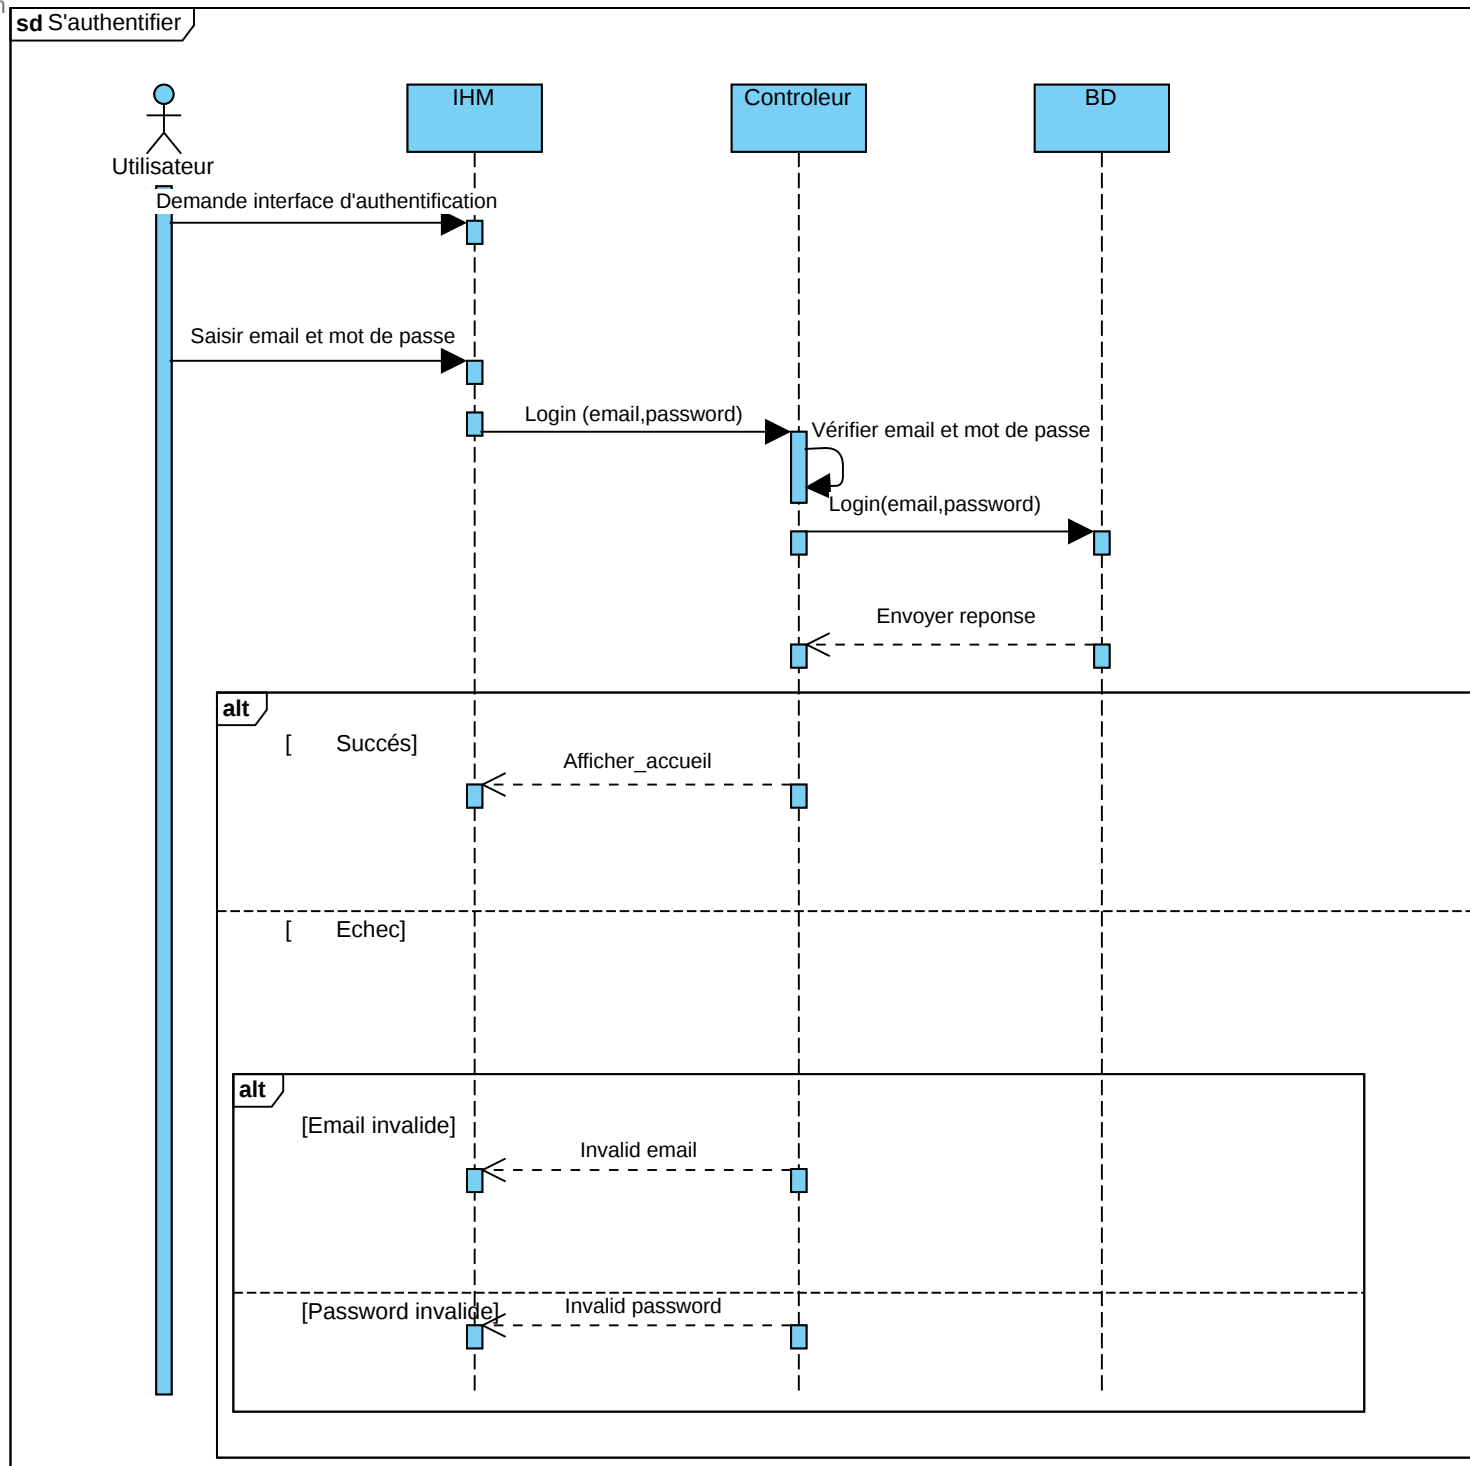 sd S'authentifier
Utilisateur
IHM
Controleur
BD
Demande interface d'authentification
Saisir email et mot de passe
Login (email,password)
Vérifier email et mot de passe
Login(email,password)
Envoyer reponse
alt
[ Succés]
Afficher_accueil
[ Echec]
alt
[Email invalide]
Invalid email
[Password invalide]
Invalid password